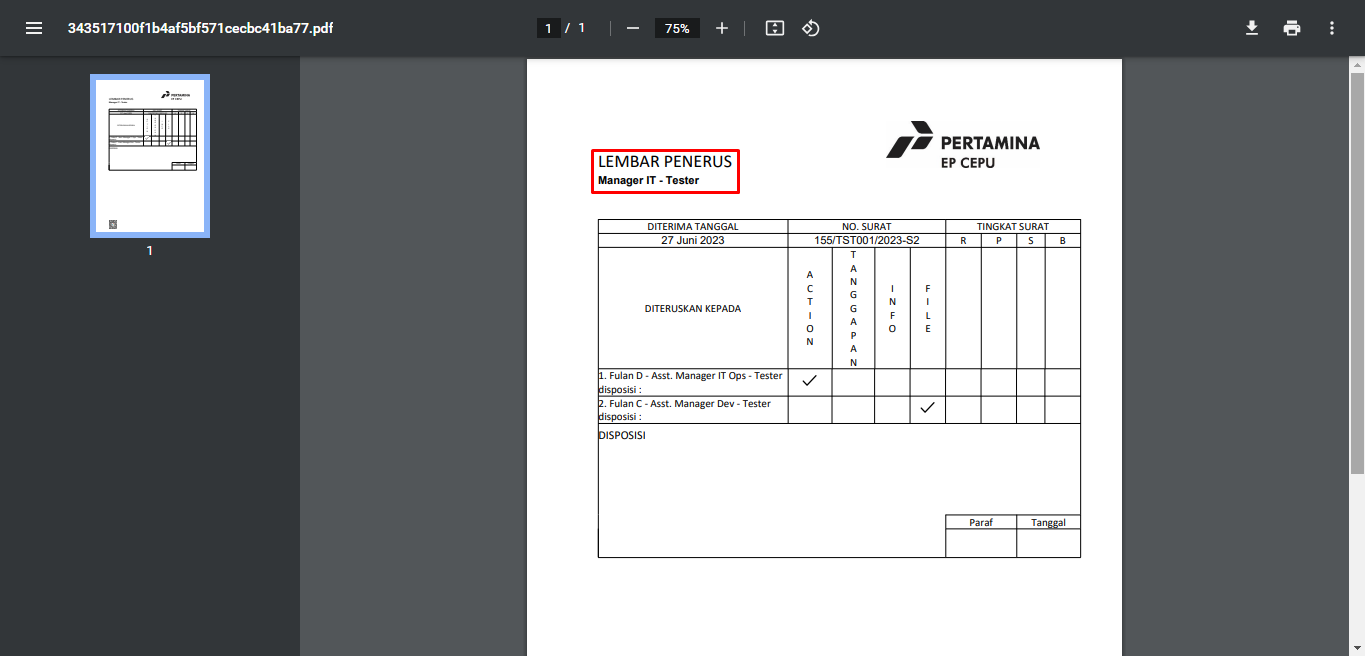 343517100f1b4af5bf571cecbc41ba77.pdf
1 / 1
75%
1
PERTAMINA
EP CEPU
LEMBAR PENERUS
Manager IT - Tester
DITERIMA TANGGAL NO. SURAT TINGKAT SURAT
27 Juni 2023 155/TST001/2023-S2 R P S B
DITERUSKAN KEPADA
ACTION
TANGGAPAN
INFO
FILE
1. Fulan D - Asst. Manager IT Ops - Tester
disposisi :
2. Fulan C - Asst. Manager Dev - Tester
disposisi :
DISPOSISI
Paraf Tanggal